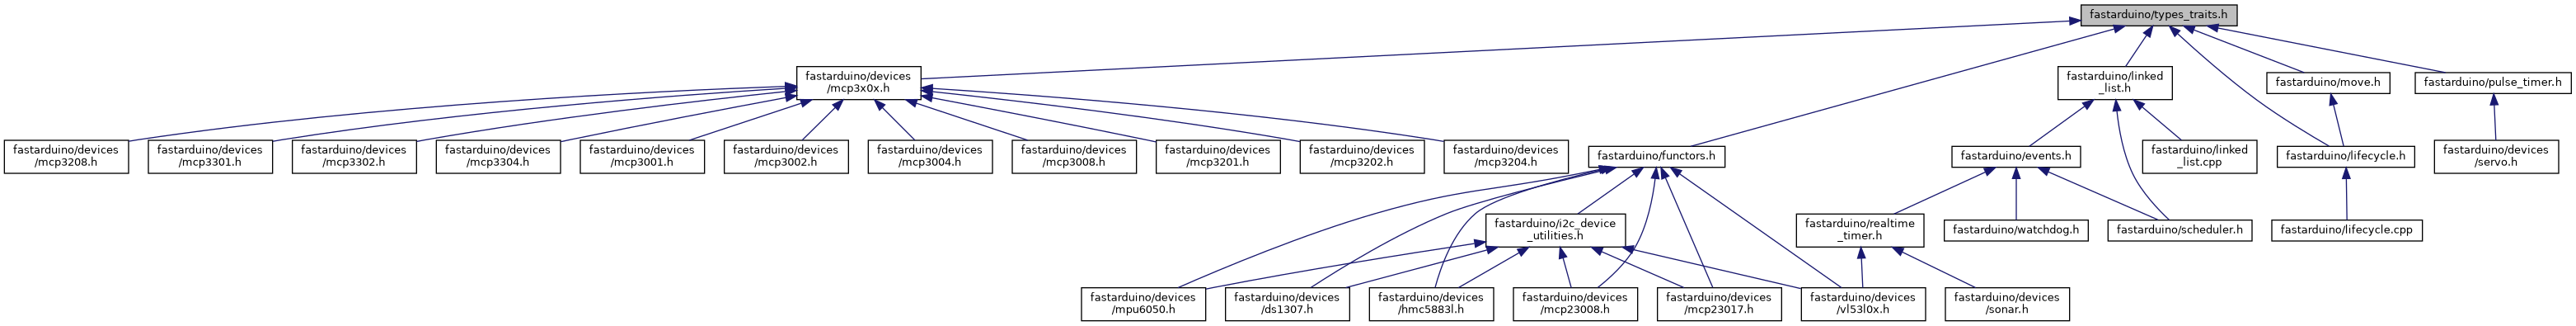 fastarduino/types_traits.h
fastarduino/devices
/mcp3x0x.h
fastarduino/linked
_list.h
fastarduino/move.h
fastarduino/pulse_timer.h
fastarduino/devices
/mcp3208.h
fastarduino/devices
/mcp3301.h
fastarduino/devices
/mcp3302.h
fastarduino/devices
/mcp3304.h
fastarduino/devices
/mcp3001.h
fastarduino/devices
/mcp3002.h
fastarduino/devices
/mcp3004.h
fastarduino/devices
/mcp3008.h
fastarduino/devices
/mcp3201.h
fastarduino/devices
/mcp3202.h
fastarduino/devices
/mcp3204.h
fastarduino/functors.h
fastarduino/events.h
fastarduino/linked
_list.cpp
fastarduino/lifecycle.h
fastarduino/devices
/servo.h
fastarduino/i2c_device
_utilities.h
fastarduino/realtime
_timer.h
fastarduino/watchdog.h
fastarduino/scheduler.h
fastarduino/lifecycle.cpp
fastarduino/devices
/mpu6050.h
fastarduino/devices
/ds1307.h
fastarduino/devices
/hmc5883l.h
fastarduino/devices
/mcp23008.h
fastarduino/devices
/mcp23017.h
fastarduino/devices
/vl53l0x.h
fastarduino/devices
/sonar.h